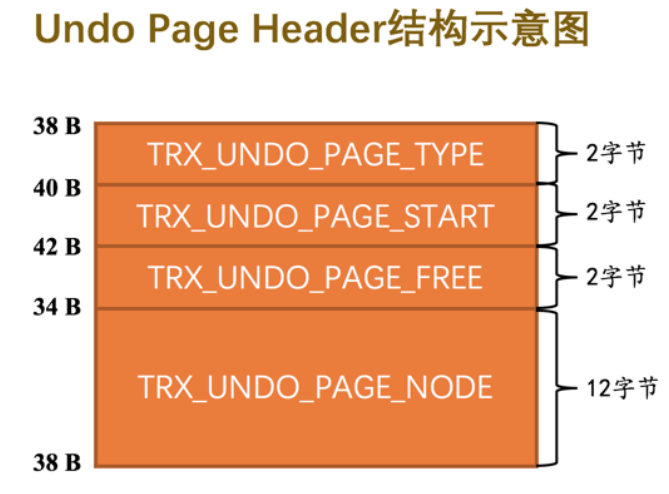 Undo Page Header结构示意图
38 B
TRX_UNDO_PAGE_TYPE
2字节
40 B
TRX_UNDO_PAGE_START
2字节
42 B
TRX_UNDO_PAGE_FREE
2字节
34 B
TRX_UNDO_PAGE_NODE
12字节
38 B